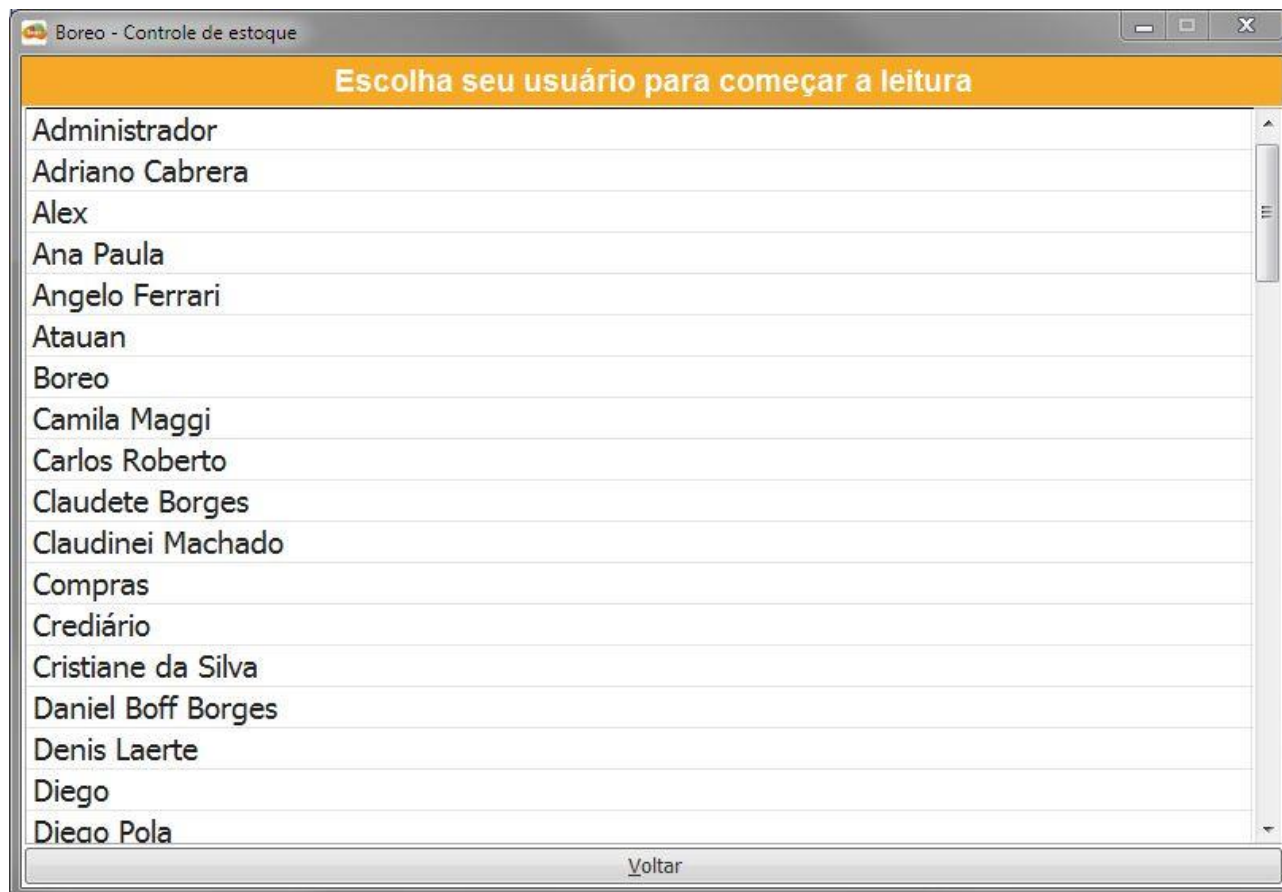 Boreo - Controle de estoque
Escolha seu usuário para começar a leitura
Administrador
Adriano Cabrera
Alex
Ana Paula
Angelo Ferrari
Atauan
Boreo
Camila Maggi
Carlos Roberto
Claudete Borges
Claudinei Machado
Compras
Crediário
Cristiane da Silva
Daniel Boff Borges
Denis Laerte
Diego
Diego Pola
Voltar